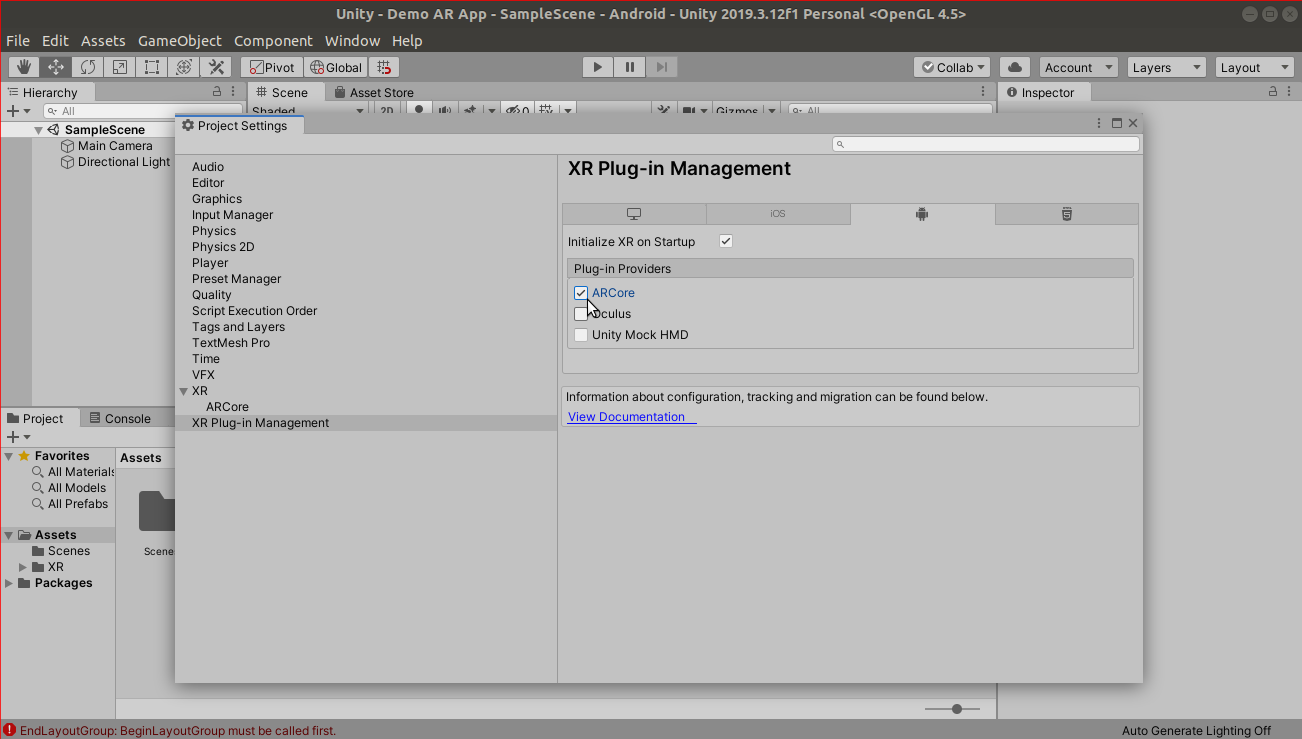 Unity - Demo AR App - SampleScene - Android - Unity 2019.3.12f1 Personal <OpenGL 4.5>
File Edit Assets GameObject Component Window Help
Pivot Global Collab Account Layers Layout
Hierarchy Scene Asset Store Inspector
All Shaded 2D 0 Gizmos All
SampleScene
Main Camera
Directional Light
Project Settings
Audio
Editor
Graphics
Input Manager
Physics
Physics 2D
Player
Preset Manager
Quality
Script Execution Order
Tags and Layers
TextMesh Pro
Time
VFX
XR
ARCore
XR Plug-in Management
XR Plug-in Management
iOS
Initialize XR on Startup
Plug-in Providers
ARCore
Oculus
Unity Mock HMD
Information about configuration, tracking and migration can be found below.
View Documentation
Project Console
Favorites
All Materials
All Models
All Prefabs
Assets
Scenes
XR
Packages
Assets
Scene
EndLayoutGroup: BeginLayoutGroup must be called first.
Auto Generate Lighting Off